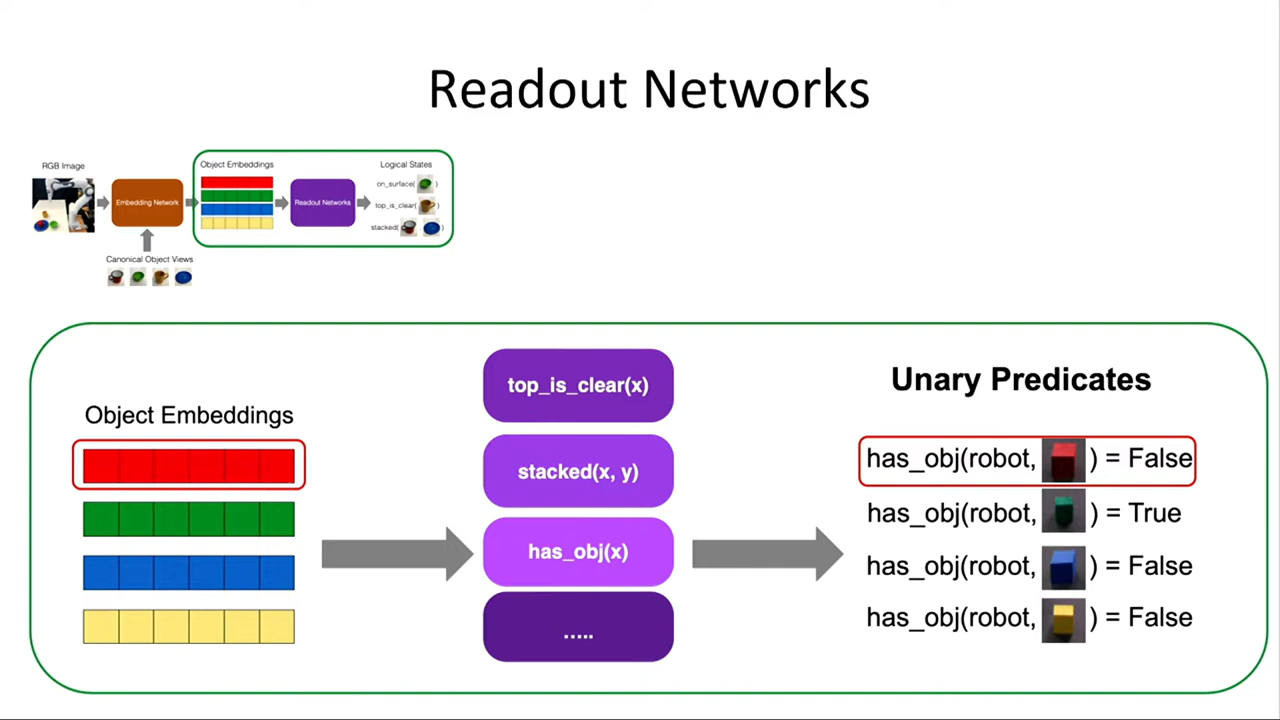 Readout Networks
RGB Image
Object Embeddings
Logical States
Embedding Network
Readout Networks
on_surface( )
top_is_clear( )
stacked( )
Canonical Object Views
Object Embeddings
top_is_clear(x)
stacked(x, y)
has_obj(x)
.....
Unary Predicates
has_obj(robot, ) = False
has_obj(robot, ) = True
has_obj(robot, ) = False
has_obj(robot, ) = False